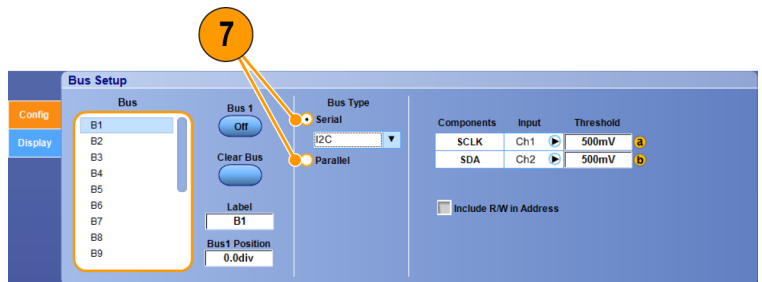 7
Bus Setup
Config
Display
Bus
B1
B2
B3
B4
B5
B6
B7
B8
B9
Bus 1
Off
Clear Bus
Label
B1
Bus1 Position
0.0div
Bus Type
Serial
I2C
Parallel
Components Input Threshold
SCLK Ch1 500mV a
SDA Ch2 500mV b
Include R/W in Address